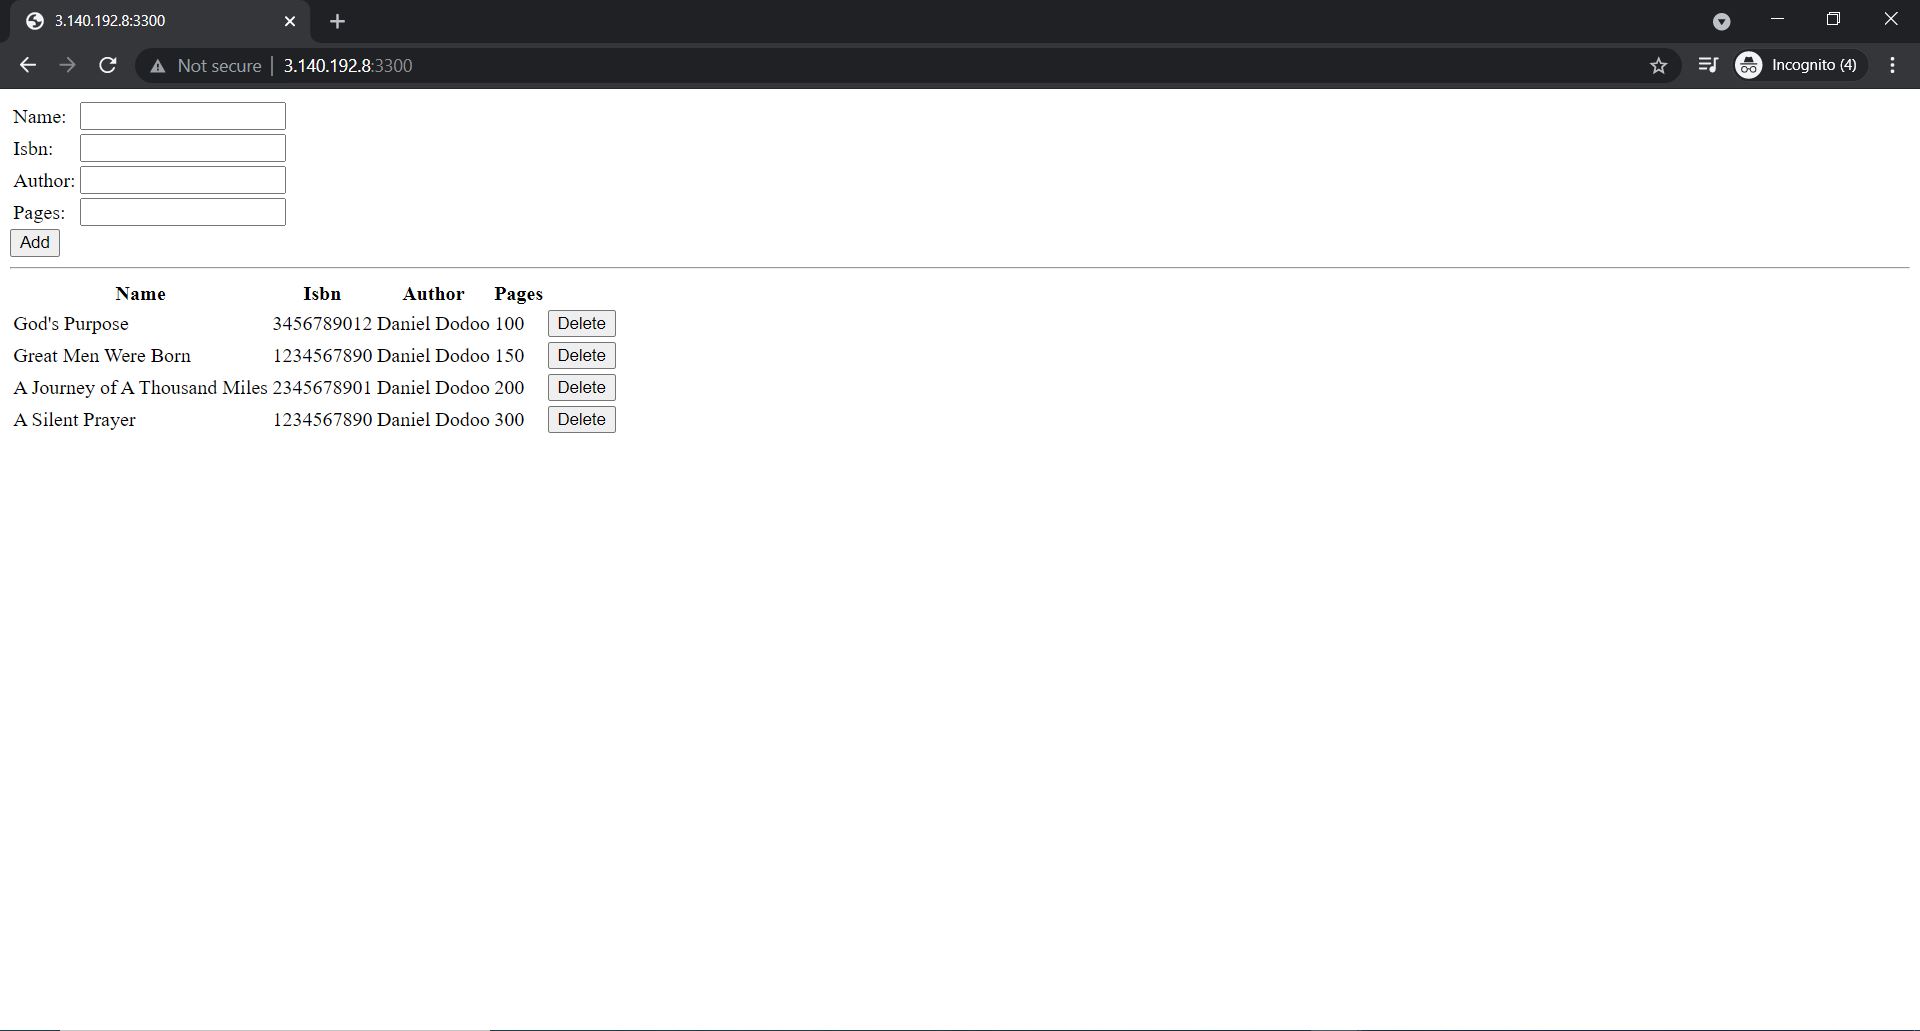 3.140.192.8:3300
Not secure 3.140.192.8:3300 Incognito (4)
Name:
Isbn:
Author:
Pages:
Add
Name Isbn Author Pages
God's Purpose 3456789012 Daniel Dodoo 100 Delete
Great Men Were Born 1234567890 Daniel Dodoo 150 Delete
A Journey of A Thousand Miles 2345678901 Daniel Dodoo 200 Delete
A Silent Prayer 1234567890 Daniel Dodoo 300 Delete